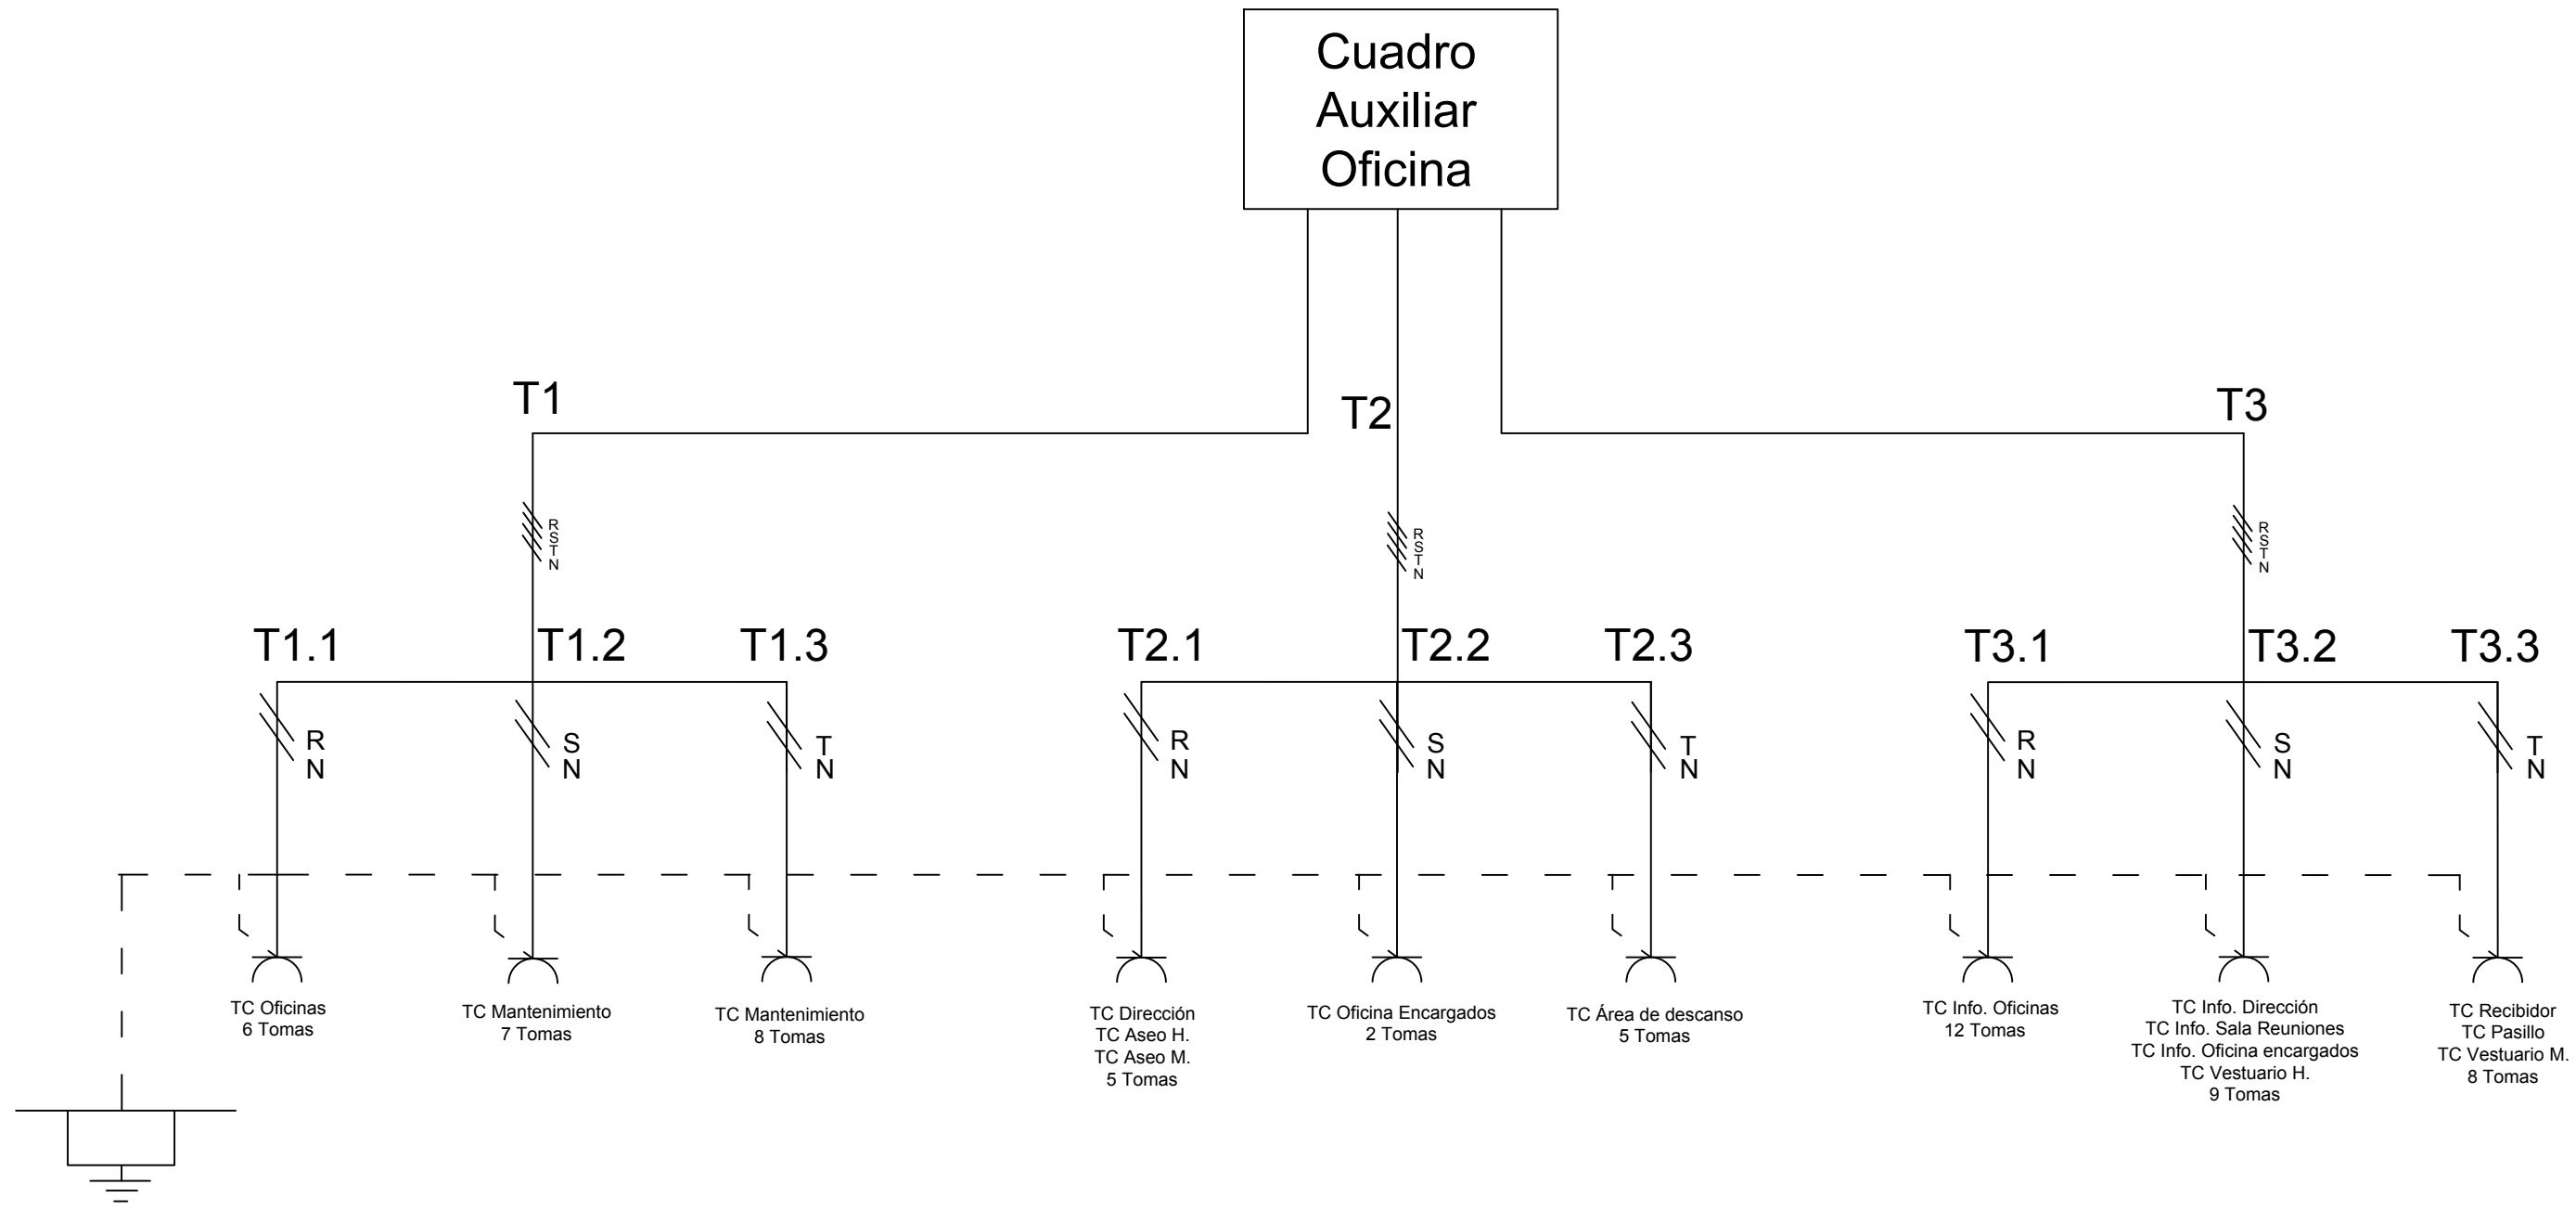 Cuadro
Auxiliar
Oficina
T1
T2
T3
R
S
T
N
R
S
T
N
R
S
T
N
T1.1
T1.2
T1.3
T2.1
T2.2
T2.3
T3.1
T3.2
T3.3
R
N
S
N
T
N
R
N
S
N
T
N
R
N
S
N
T
N
TC Oficinas
6 Tomas
TC Mantenimiento
7 Tomas
TC Mantenimiento
8 Tomas
TC Dirección
TC Aseo H.
TC Aseo M.
5 Tomas
TC Oficina Encargados
2 Tomas
TC Área de descanso
5 Tomas
TC Info. Oficinas
12 Tomas
TC Info. Dirección
TC Info. Sala Reuniones
TC Info. Oficina encargados
TC Vestuario H.
9 Tomas
TC Recibidor
TC Pasillo
TC Vestuario M.
8 Tomas